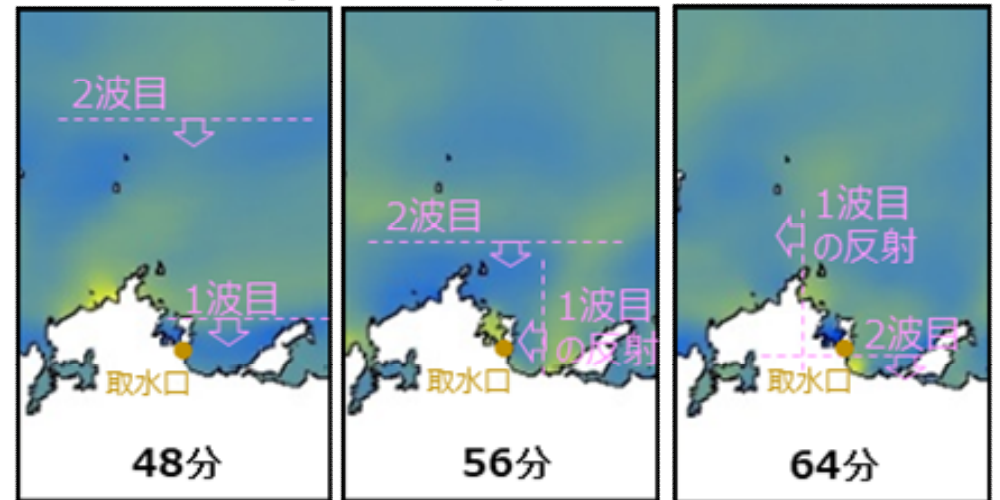 2波目
1波目
取水口
48分
2波目
1波目
の反射
取水口
56分
1波目
の反射
2波目
取水口
64分